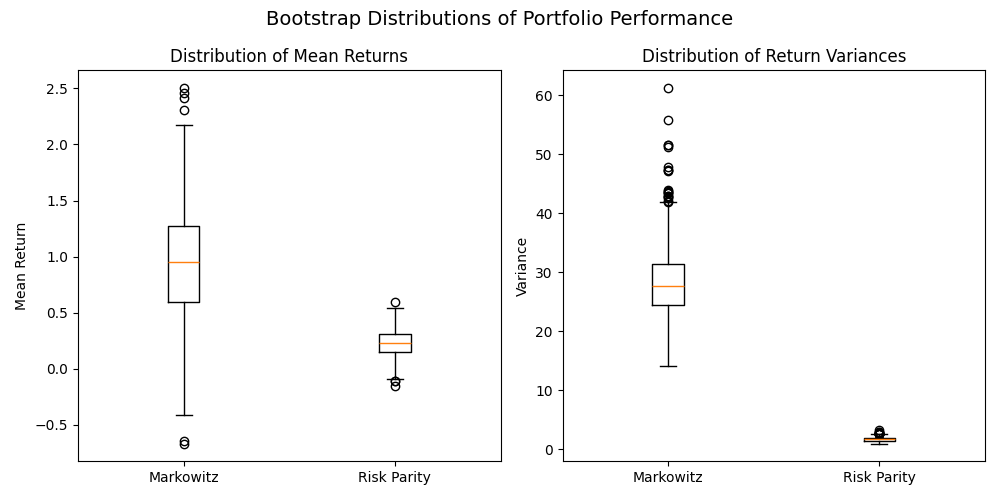 Bootstrap Distributions of Portfolio Performance
Distribution of Mean Returns
Mean Return
2.5
2.0
1.5
1.0
0.5
0.0
−0.5
Markowitz
Risk Parity
Distribution of Return Variances
Variance
60
50
40
30
20
10
0
Markowitz
Risk Parity